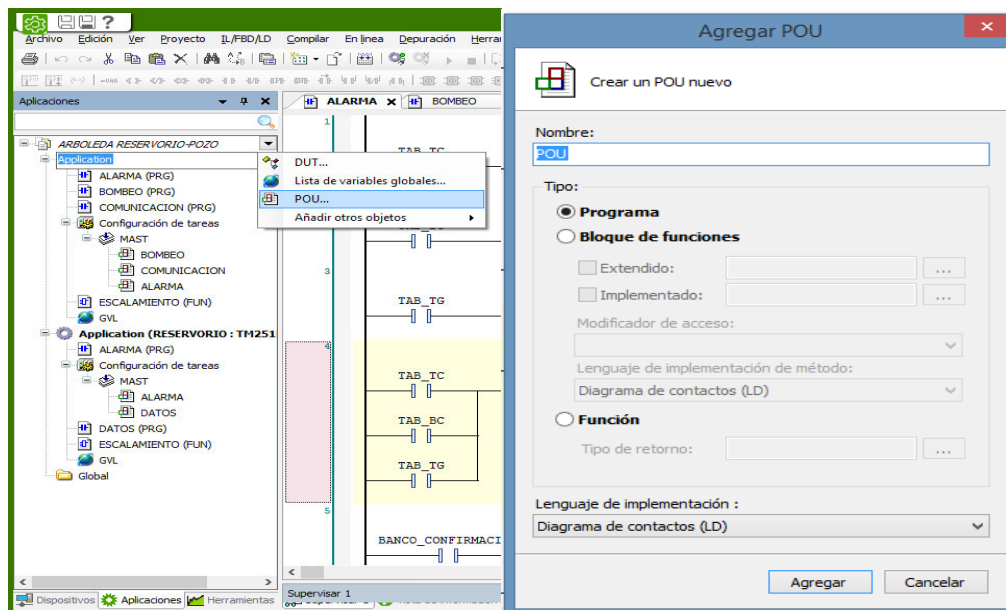 Archivo Edición Ver Proyecto IL/FBD/LD Compilar En línea Depuración Herra
Aplicaciones
ALARMA
BOMBEO
1
ARBOLEDA RESERVORIO-POZO
Application
ALARMA (PRG)
BOMBEO (PRG)
COMUNICACION (PRG)
Configuración de tareas
MAST
BOMBEO
COMUNICACION
ALARMA
ESCALAMIENTO (FUN)
GVL
Application (RESERVORIO : TM251
ALARMA (PRG)
Configuración de tareas
MAST
ALARMA
DATOS
DATOS (PRG)
ESCALAMIENTO (FUN)
GVL
Global
DUT...
Lista de variables globales...
POU...
Añadir otros objetos
TAB_TC
3
TAB_TG
4
TAB_TC
TAB_BC
TAB_TG
5
BANCO_CONFIRMACI
Dispositivos Aplicaciones Herramientas
Supervisar 1
Agregar POU
Crear un POU nuevo
Nombre:
POU
Tipo:
Programa
Bloque de funciones
Extendido:
...
Implementado:
...
Modificador de acceso:
Lenguaje de implementación de método:
Diagrama de contactos (LD)
Función
Tipo de retorno:
...
Lenguaje de implementación :
Diagrama de contactos (LD)
Agregar Cancelar